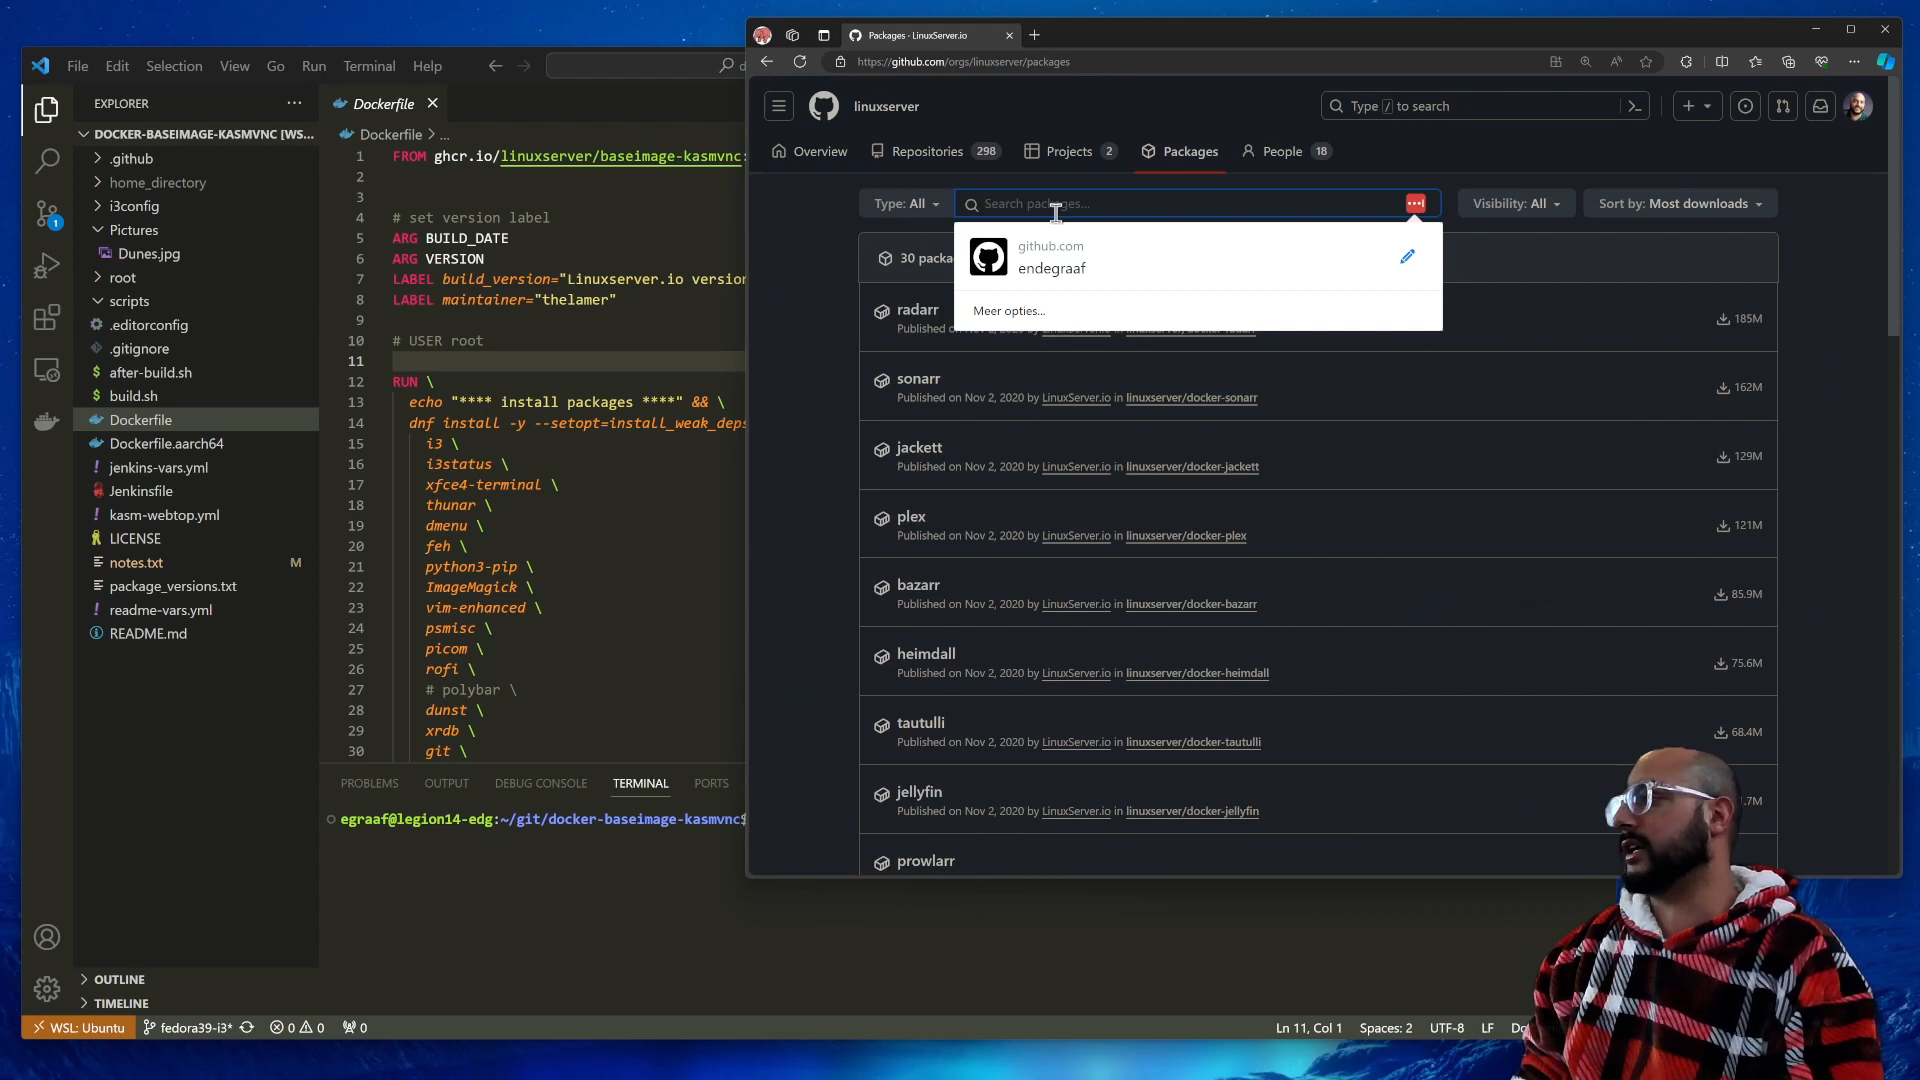 File Edit Selection View Go Run Terminal Help
EXPLORER
DOCKER-BASEIMAGE-KASMVNC [WS...
.github
home_directory
i3config
Pictures
Dunes.jpg
root
scripts
.editorconfig
.gitignore
$ after-build.sh
$ build.sh
Dockerfile
Dockerfile.aarch64
! jenkins-vars.yml
Jenkinsfile
! kasm-webtop.yml
LICENSE
notes.txt M
package_versions.txt
! readme-vars.yml
README.md
OUTLINE
TIMELINE
1
Dockerfile
Dockerfile > ...
1 FROM ghcr.io/linuxserver/baseimage-kasmvnc:
2
3
4 # set version label
5 ARG BUILD_DATE
6 ARG VERSION
7 LABEL build_version="Linuxserver.io version
8 LABEL maintainer="thelamer"
9
10 # USER root
11
12 RUN \
13 echo "**** install packages ****" && \
14 dnf install -y --setopt=install_weak_deps
15 i3 \
16 i3status \
17 xfce4-terminal \
18 thunar \
19 dmenu \
20 feh \
21 python3-pip \
22 ImageMagick \
23 vim-enhanced \
24 psmisc \
25 picom \
26 rofi \
27 # polybar \
28 dunst \
29 xrdb \
30 git \
PROBLEMS OUTPUT DEBUG CONSOLE TERMINAL PORTS
egraaf@legion14-edg:~/git/docker-baseimage-kasmvnc$
WSL: Ubuntu fedora39-i3* 0 0 0
Ln 11, Col 1 Spaces: 2 UTF-8 LF
Packages · LinuxServer.io
https://github.com/orgs/linuxserver/packages
linuxserver
Type / to search
Overview Repositories 298 Projects 2 Packages People 18
Type: All Search packages... Visibility: All Sort by: Most downloads
github.com
endegraaf
Meer opties...
30 packa
radarr
185M
sonarr
Published on Nov 2, 2020 by LinuxServer.io in linuxserver/docker-sonarr
162M
jackett
Published on Nov 2, 2020 by LinuxServer.io in linuxserver/docker-jackett
129M
plex
Published on Nov 2, 2020 by LinuxServer.io in linuxserver/docker-plex
121M
bazarr
Published on Nov 2, 2020 by LinuxServer.io in linuxserver/docker-bazarr
85.9M
heimdall
Published on Nov 2, 2020 by LinuxServer.io in linuxserver/docker-heimdall
75.6M
tautulli
Published on Nov 2, 2020 by LinuxServer.io in linuxserver/docker-tautulli
68.4M
jellyfin
Published on Nov 2, 2020 by LinuxServer.io in linuxserver/docker-jellyfin
prowlarr